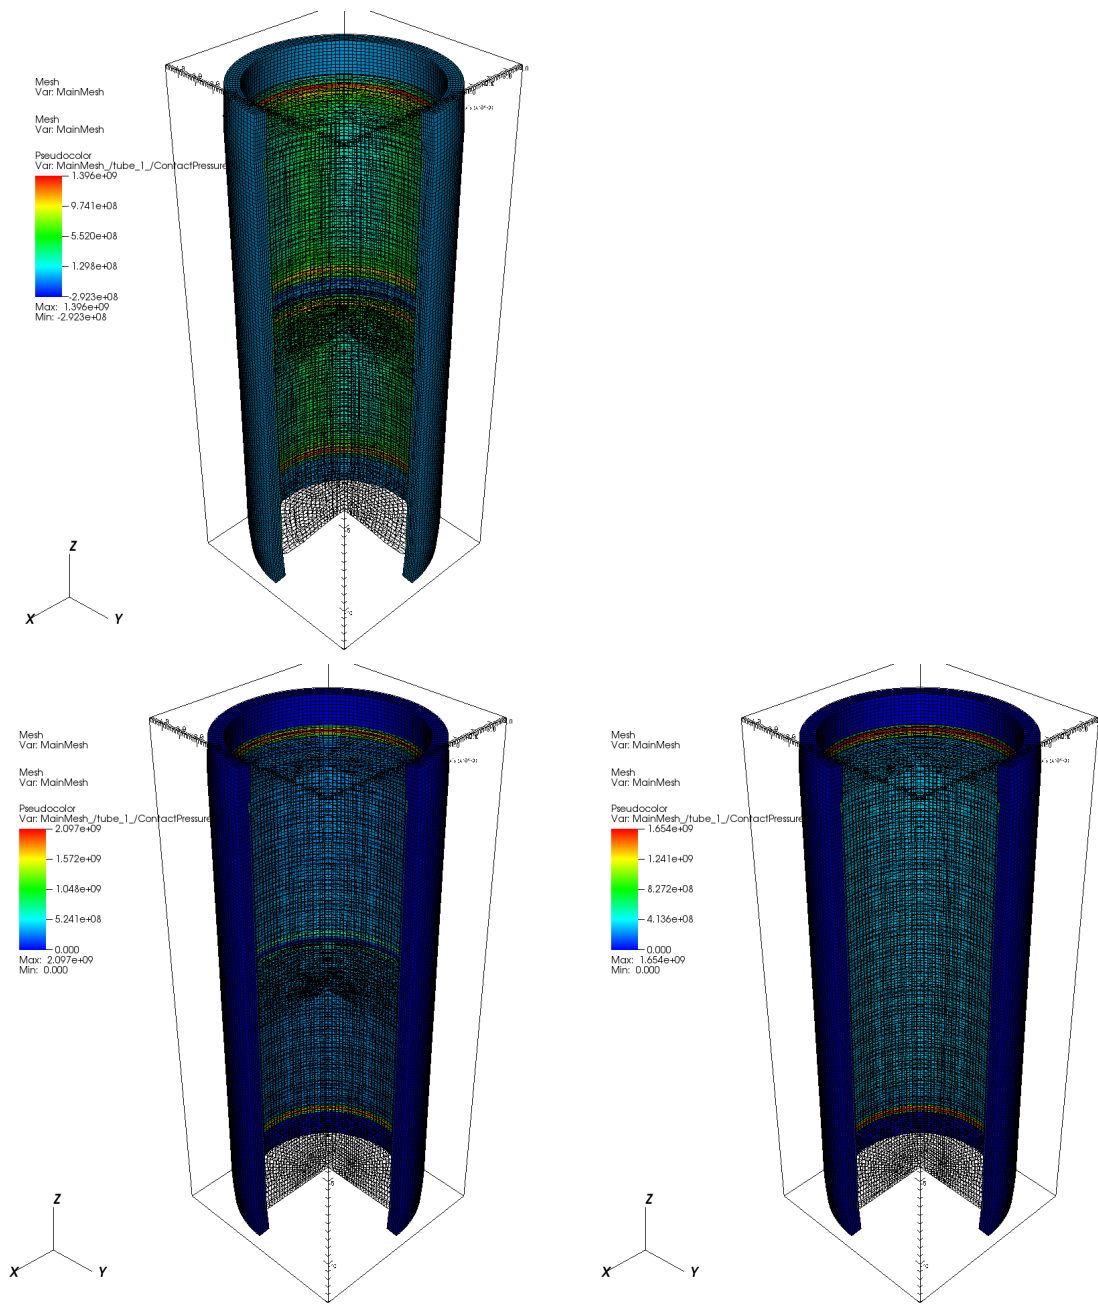 Mesh
Var: MainMesh
Mesh
Var: MainMesh
Pseudocolor
Var: MainMesh_/tube_1_/ContactPressure
1.396e+09
9.741e+08
5.520e+08
1.298e+08
-2.923e+08
Max: 1.396e+09
Min: -2.923e+08
Z
X
Y
Mesh
Var: MainMesh
Mesh
Var: MainMesh
Pseudocolor
Var: MainMesh_/tube_1_/ContactPressure
2.097e+09
1.572e+09
1.048e+09
5.241e+08
0.000
Max: 2.097e+09
Min: 0.000
Z
X
Y
Mesh
Var: MainMesh
Mesh
Var: MainMesh
Pseudocolor
Var: MainMesh_/tube_1_/ContactPressure
1.654e+09
1.241e+09
8.272e+08
4.136e+08
0.000
Max: 1.654e+09
Min: 0.000
Z
X
Y